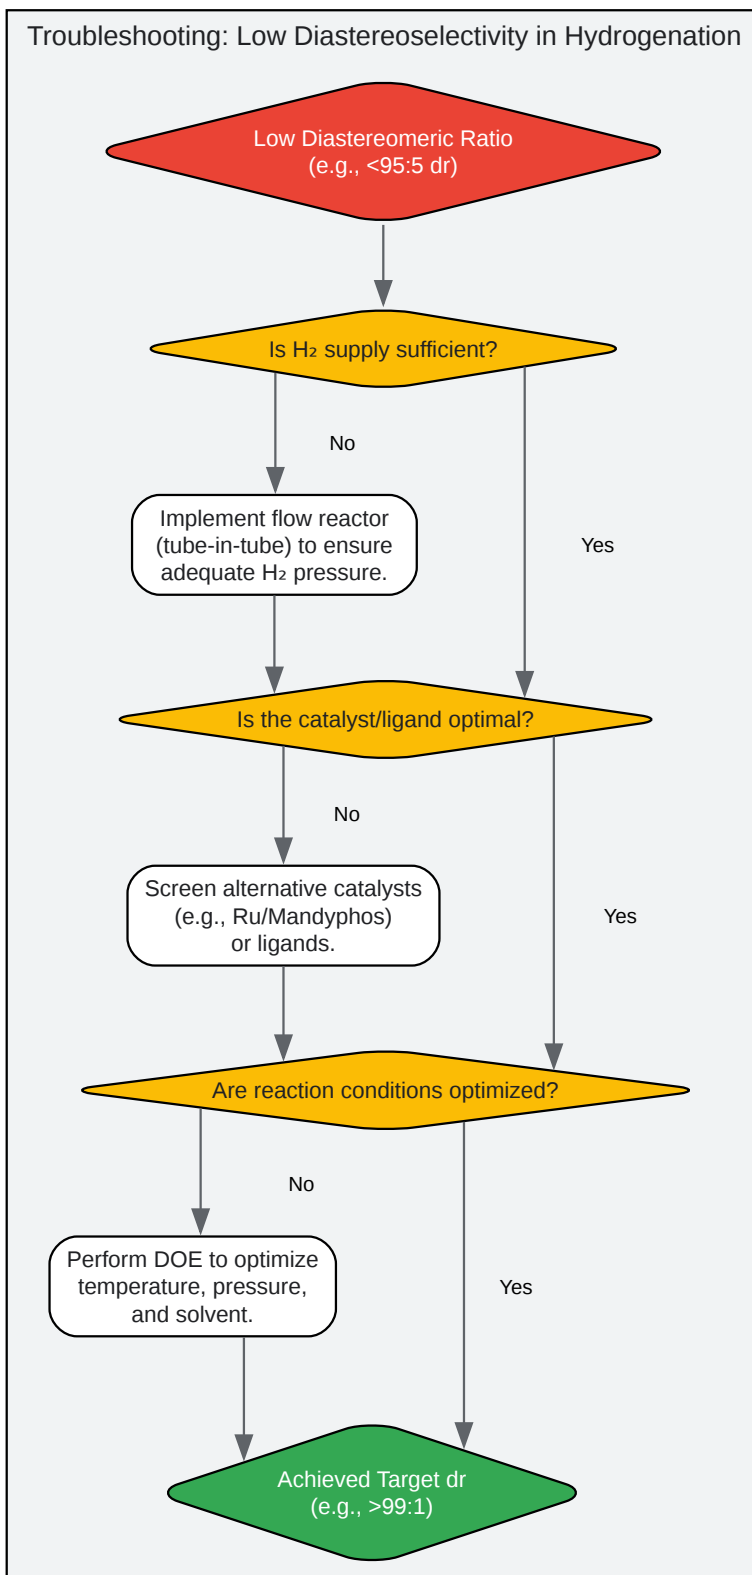 Troubleshooting: Low Diastereoselectivity in Hydrogenation
Low Diastereomeric Ratio
(e.g., <95:5 dr)
Is H₂ supply sufficient?
No
Implement flow reactor
(tube-in-tube) to ensure
adequate H₂ pressure.
Yes
Is the catalyst/ligand optimal?
No
Screen alternative catalysts
(e.g., Ru/Mandyphos)
or ligands.
Yes
Are reaction conditions optimized?
No
Perform DOE to optimize
temperature, pressure,
and solvent.
Yes
Achieved Target dr
(e.g., >99:1)